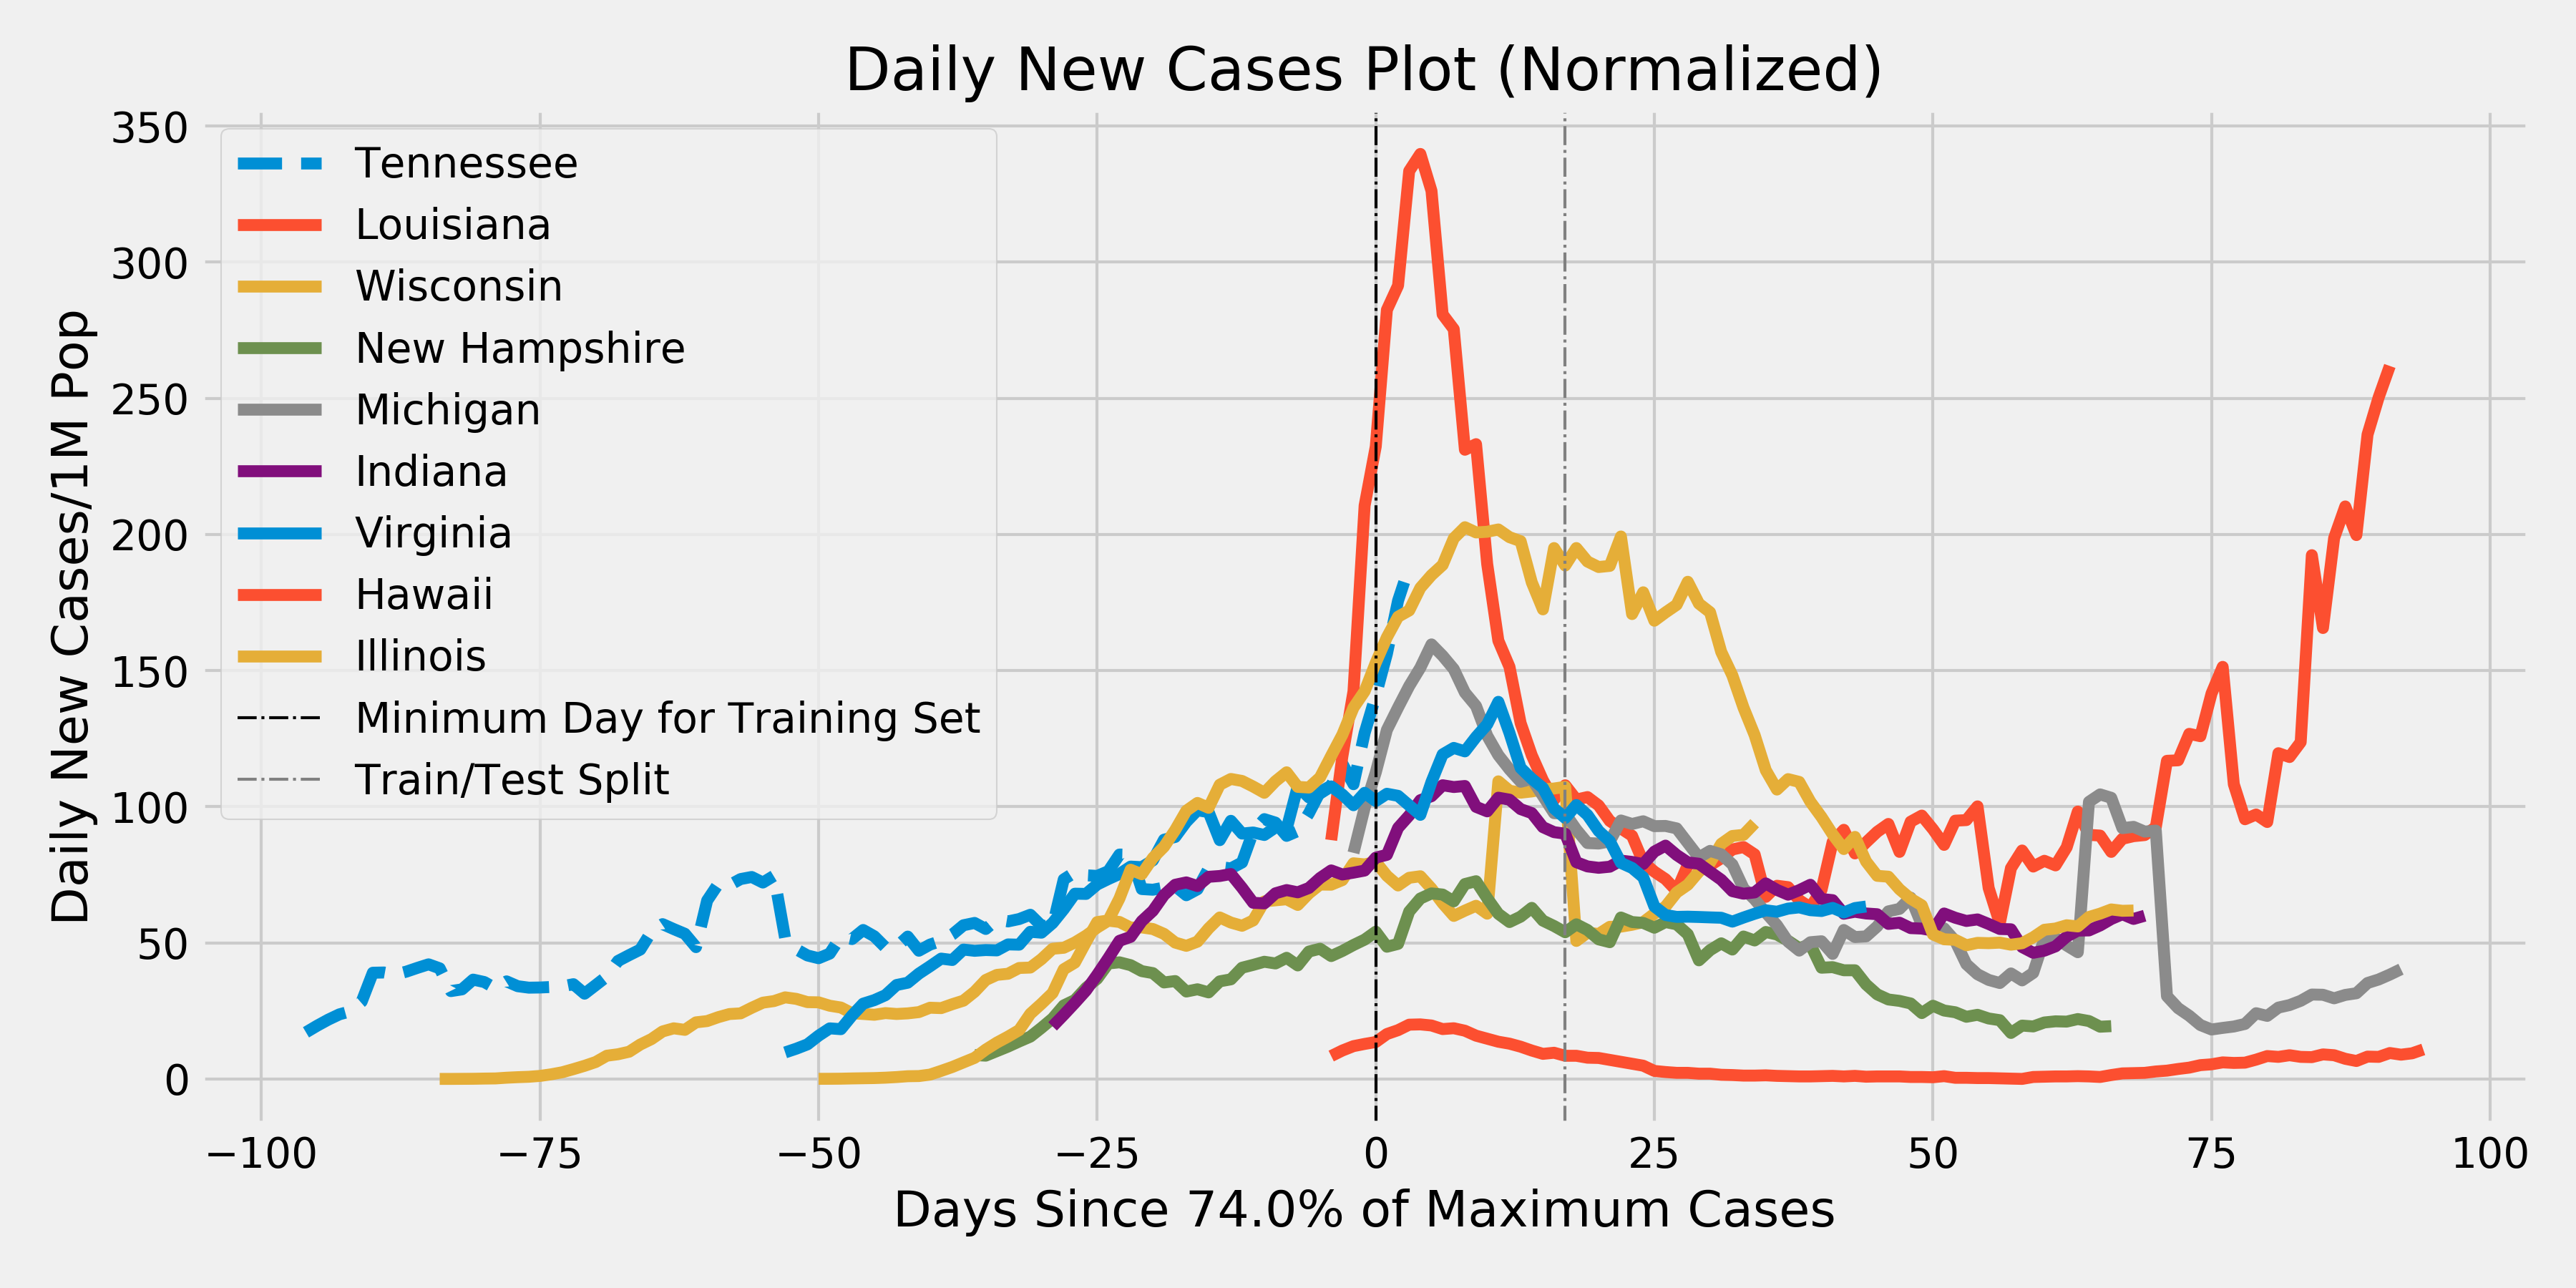 Daily New Cases Plot (Normalized)
350
300
250
200
150
100
50
0
Daily New Cases/1M Pop
Tennessee
Louisiana
Wisconsin
New Hampshire
Michigan
Indiana
Virginia
Hawaii
Illinois
Minimum Day for Training Set
Train/Test Split
−100 −75 −50 −25 0 25 50 75 100
Days Since 74.0% of Maximum Cases